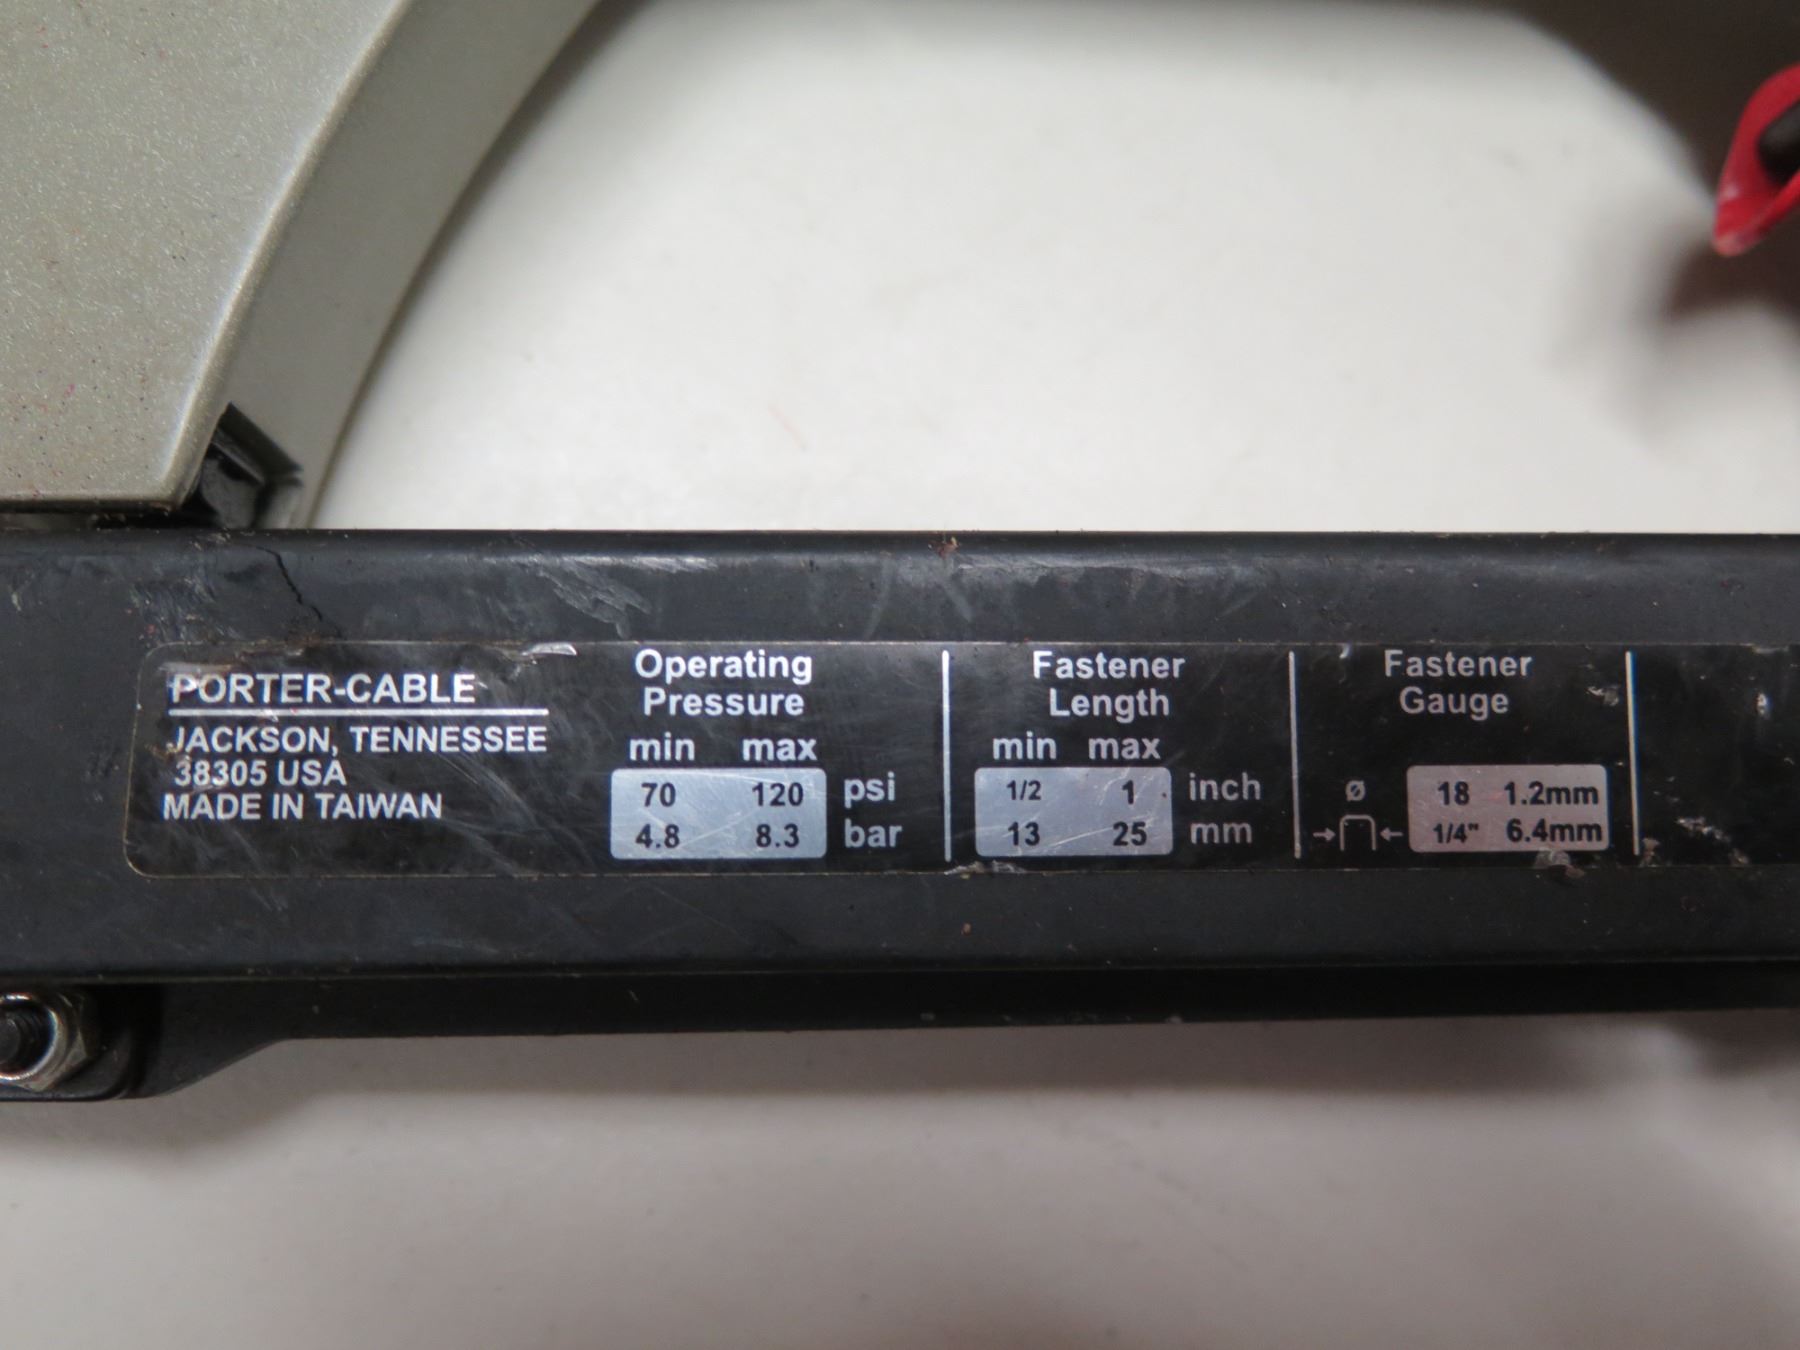 PORTER-CABLE
JACKSON, TENNESSEE
38305 USA
MADE IN TAIWAN
Operating
Pressure
min max
70 120 psi
4.8 8.3 bar
Fastener
Length
min max
1/2 1 inch
13 25 mm
Fastener
Gauge
ø 18 1.2mm
1/4" 6.4mm